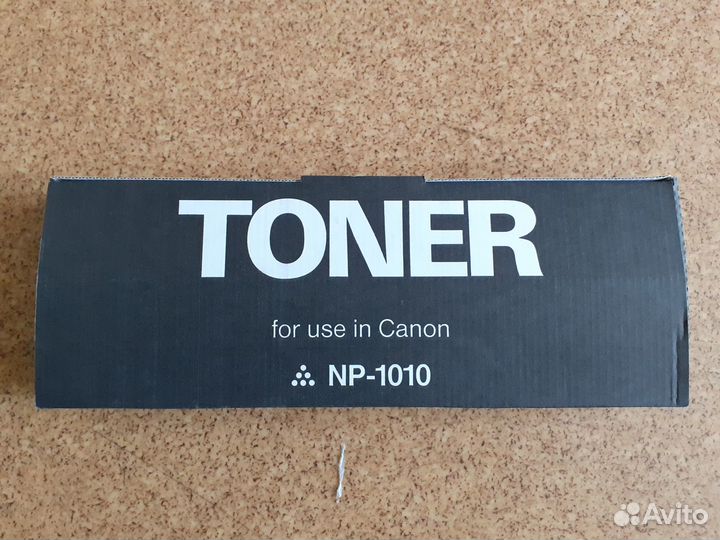 TONER
for use in Canon
NP-1010
Avito